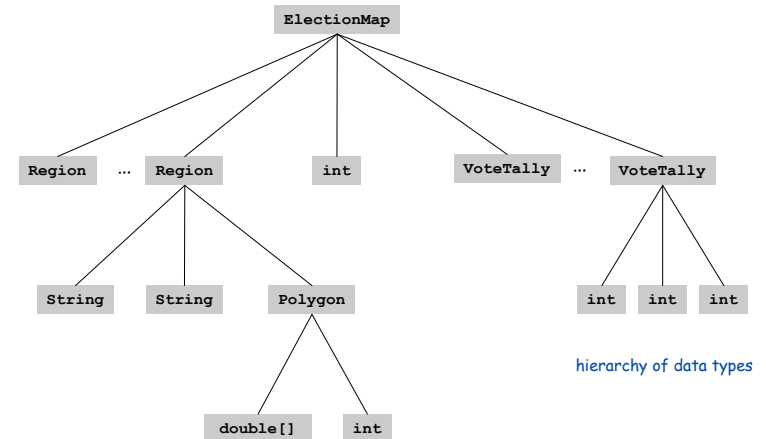 ElectionMap
Region ... Region int VoteTally ... VoteTally
String String Polygon int int int
hierarchy of data types
double[] int